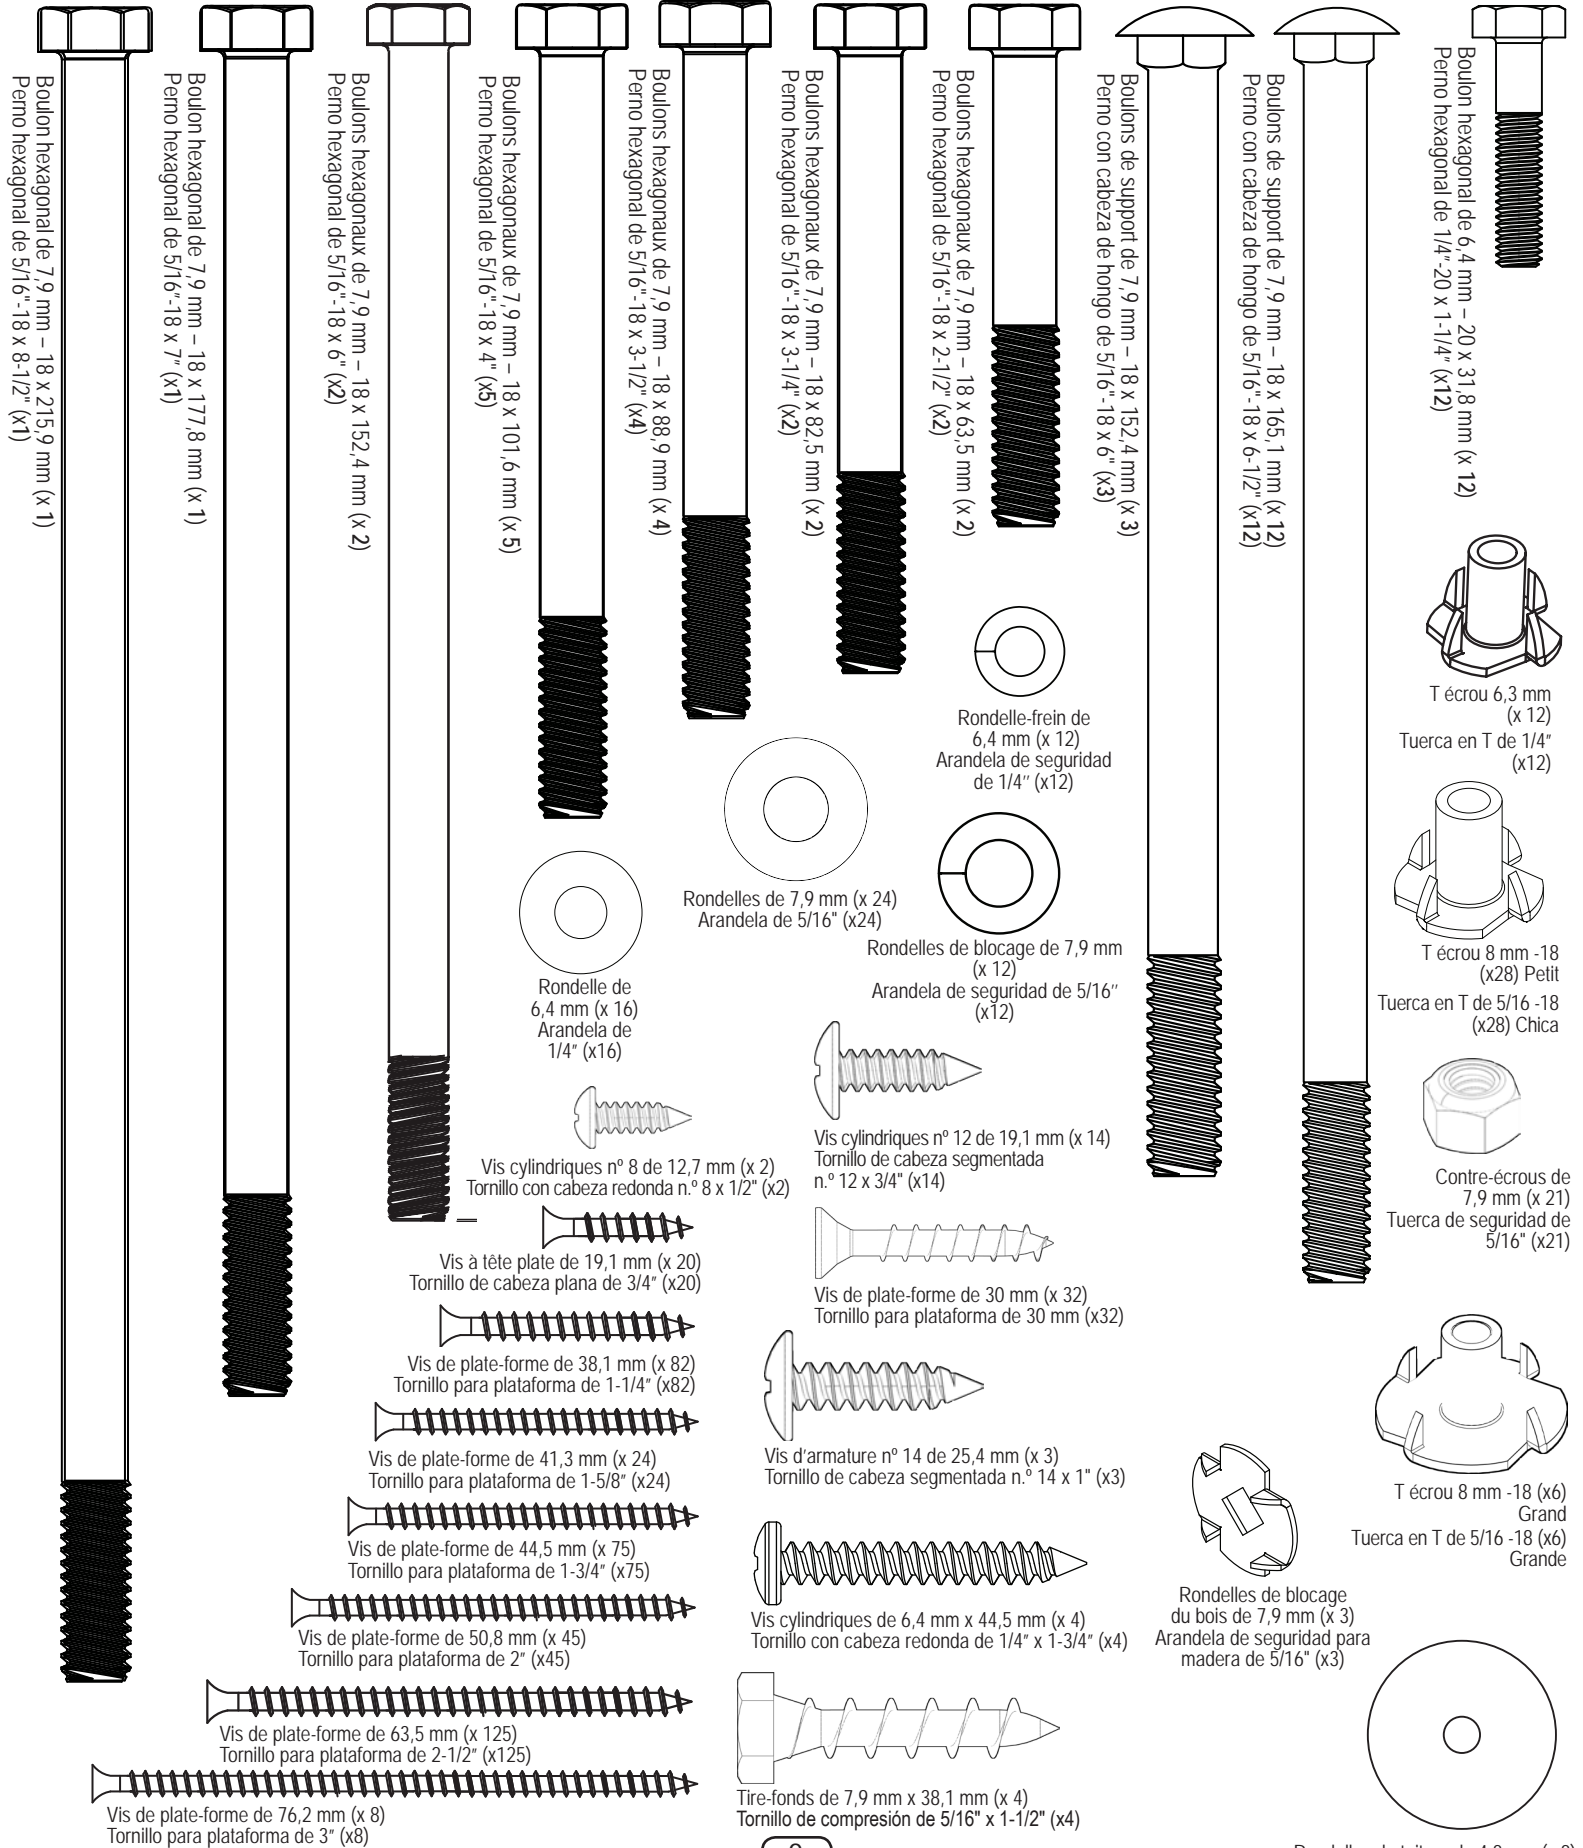 Boulon hexagonal de 7,9 mm – 18 x 215,9 mm (x 1)
Perno hexagonal de 5/16"-18 x 8-1/2" (x1)
Boulon hexagonal de 7,9 mm – 18 x 177,8 mm (x 1)
Perno hexagonal de 5/16"-18 x 7" (x1)
Boulons hexagonaux de 7,9 mm – 18 x 152,4 mm (x 2)
Perno hexagonal de 5/16"-18 x 6" (x2)
Boulons hexagonaux de 7,9 mm – 18 x 101,6 mm (x 5)
Perno hexagonal de 5/16"-18 x 4" (x5)
Boulons hexagonaux de 7,9 mm – 18 x 88,9 mm (x 4)
Perno hexagonal de 5/16"-18 x 3-1/2" (x4)
Boulons hexagonaux de 7,9 mm – 18 x 82,5 mm (x 2)
Perno hexagonal de 5/16"-18 x 3-1/4" (x2)
Boulons hexagonaux de 7,9 mm – 18 x 63,5 mm (x 2)
Perno hexagonal de 5/16"-18 x 2-1/2" (x2)
Boulons de support de 7,9 mm – 18 x 152,4 mm (x 3)
Perno con cabeza de hongo de 5/16"-18 x 6" (x3)
Boulons de support de 7,9 mm – 18 x 165,1 mm (x 12)
Perno con cabeza de hongo de 5/16"-18 x 6-1/2" (x12)
Boulon hexagonal de 6,4 mm – 20 x 31,8 mm (x 12)
Perno hexagonal de 1/4"-20 x 1-1/4" (x12)
T écrou 6,3 mm
(x 12)
Tuerca en T de 1/4"
(x12)
Rondelle-frein de
6,4 mm (x 12)
Arandela de seguridad
de 1/4" (x12)
Rondelles de 7,9 mm (x 24)
Arandela de 5/16" (x24)
Rondelles de blocage de 7,9 mm
(x 12)
Arandela de seguridad de 5/16"
(x12)
T écrou 8 mm -18
(x28) Petit
Tuerca en T de 5/16 -18
(x28) Chica
Rondelle de
6,4 mm (x 16)
Arandela de
1/4" (x16)
Vis cylindriques nº 8 de 12,7 mm (x 2)
Tornillo con cabeza redonda n.º 8 x 1/2" (x2)
Vis cylindriques nº 12 de 19,1 mm (x 14)
Tornillo de cabeza segmentada
n.º 12 x 3/4" (x14)
Contre-écrous de
7,9 mm (x 21)
Tuerca de seguridad de
5/16" (x21)
Vis à tête plate de 19,1 mm (x 20)
Tornillo de cabeza plana de 3/4" (x20)
Vis de plate-forme de 30 mm (x 32)
Tornillo para plataforma de 30 mm (x32)
Vis de plate-forme de 38,1 mm (x 82)
Tornillo para plataforma de 1-1/4" (x82)
Vis de plate-forme de 41,3 mm (x 24)
Tornillo para plataforma de 1-5/8" (x24)
Vis d'armature nº 14 de 25,4 mm (x 3)
Tornillo de cabeza segmentada n.º 14 x 1" (x3)
T écrou 8 mm -18 (x6)
Grand
Tuerca en T de 5/16 -18 (x6)
Grande
Vis de plate-forme de 44,5 mm (x 75)
Tornillo para plataforma de 1-3/4" (x75)
Vis de plate-forme de 50,8 mm (x 45)
Tornillo para plataforma de 2" (x45)
Vis cylindriques de 6,4 mm x 44,5 mm (x 4)
Tornillo con cabeza redonda de 1/4" x 1-3/4" (x4)
Rondelles de blocage
du bois de 7,9 mm (x 3)
Arandela de seguridad para
madera de 5/16" (x3)
Vis de plate-forme de 63,5 mm (x 125)
Tornillo para plataforma de 2-1/2" (x125)
Tire-fonds de 7,9 mm x 38,1 mm (x 4)
Tornillo de compresión de 5/16" x 1-1/2" (x4)
Vis de plate-forme de 76,2 mm (x 8)
Tornillo para plataforma de 3" (x8)